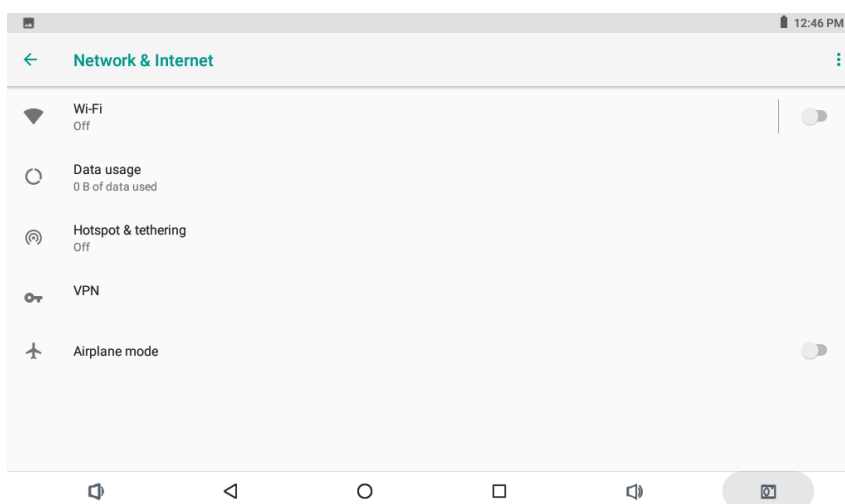 12:46 PM
Network & Internet
Wi-Fi
Off
Data usage
0 B of data used
Hotspot & tethering
Off
VPN
Airplane mode